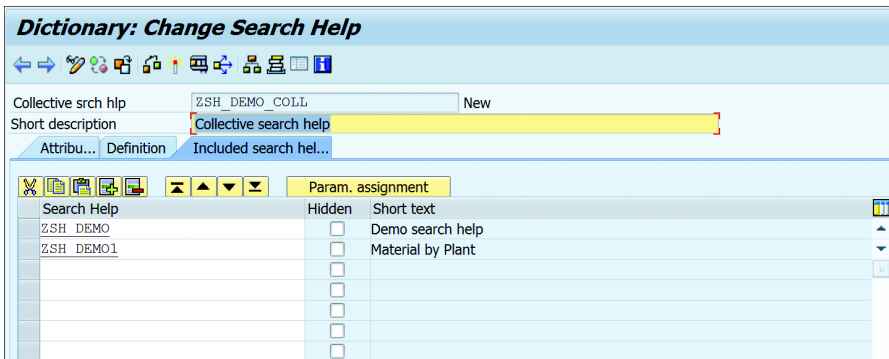 Dictionary: Change Search Help
Collective srch hlp ZSH_DEMO_COLL New
Short description Collective search help
Attribu... Definition Included search hel...
Param. assignment
Search Help Hidden Short text
ZSH_DEMO Demo search help
ZSH_DEMO1 Material by Plant